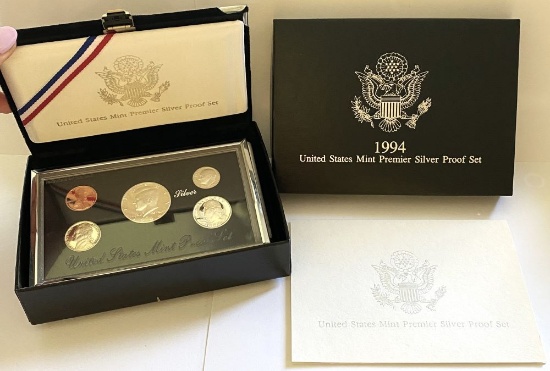 United States Mint Premier Silver Proof Set
Silver
United States Mint Proof Set
1994
United States Mint Premier Silver Proof Set
United States Mint Premier Silver Proof Set